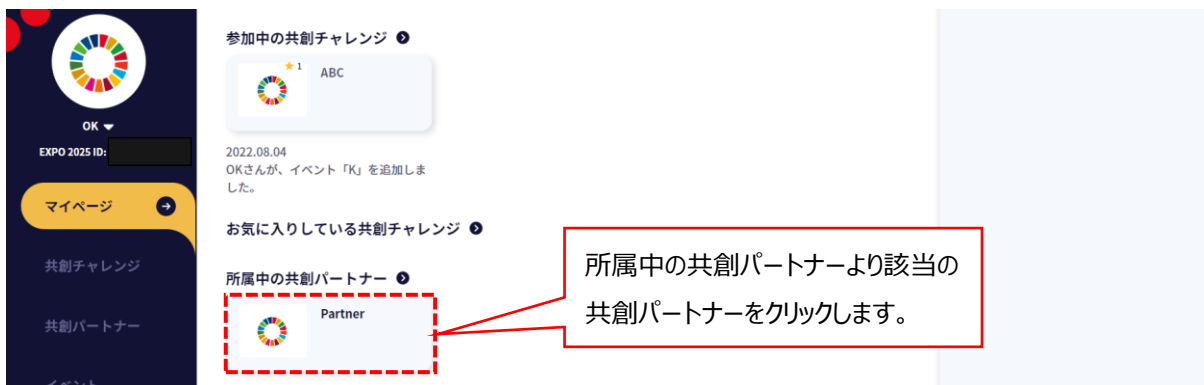 OK
EXPO 2025 ID:
マイページ
共創チャレンジ
共創パートナー
イベント
参加中の共創チャレンジ
1
ABC
2022.08.04
OKさんが、イベント「K」を追加しま
した。
お気に入りしている共創チャレンジ
所属中の共創パートナー
Partner
所属中の共創パートナーより該当の
共創パートナーをクリックします。